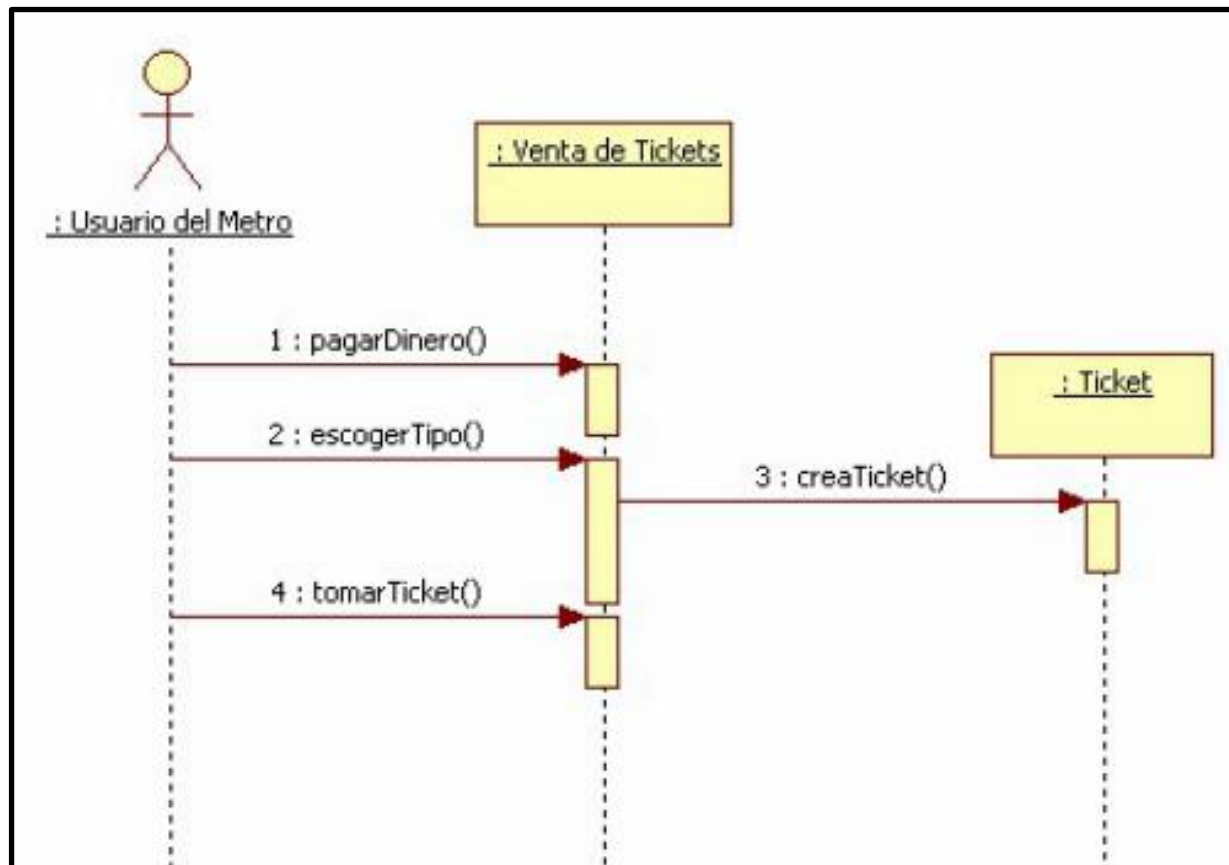 : Venta de Tickets
: Usuario del Metro
1 : pagarDinero()
: Ticket
2 : escogerTipo()
3 : creaTicket()
4 : tomarTicket()